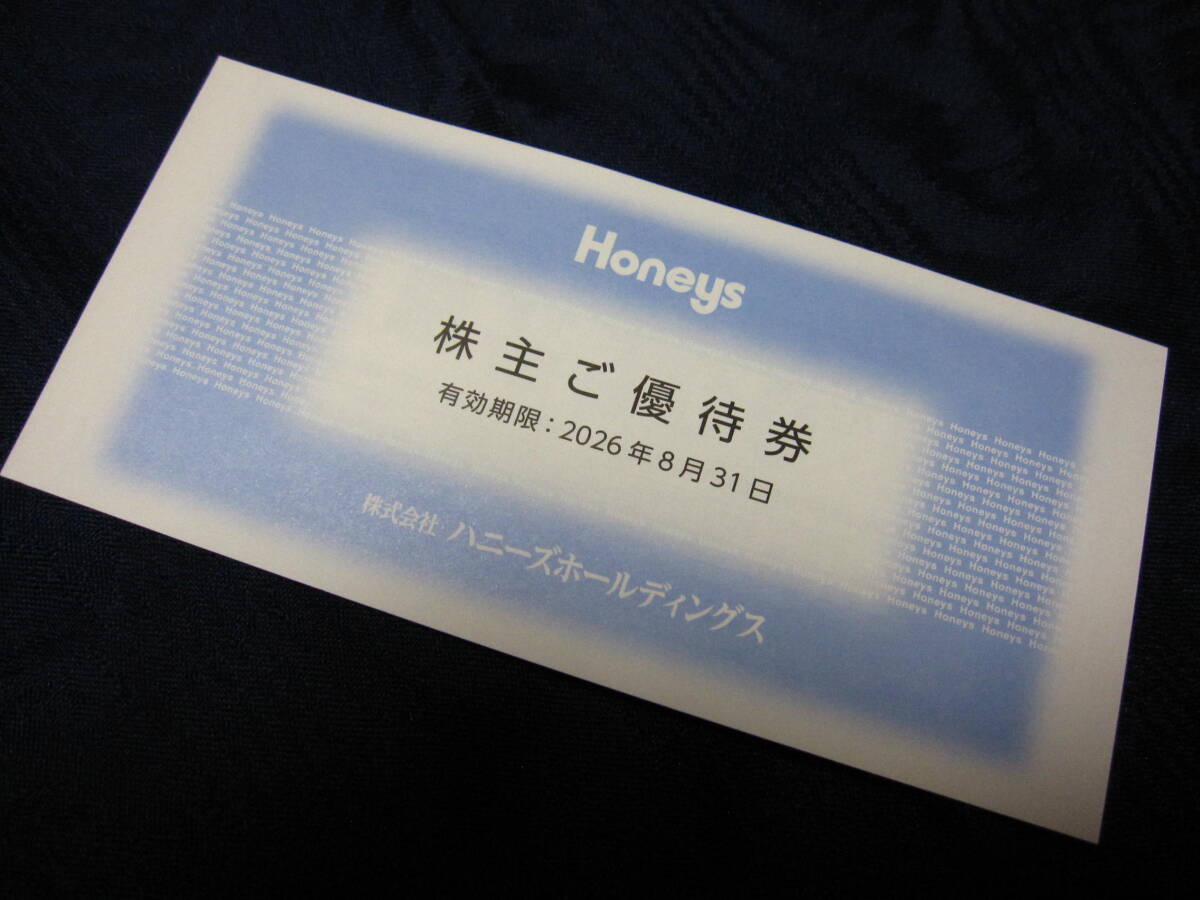 Honeys
株主ご優待券
有効期限：2026年8月31日
株式会社 ハニーズホールディングス